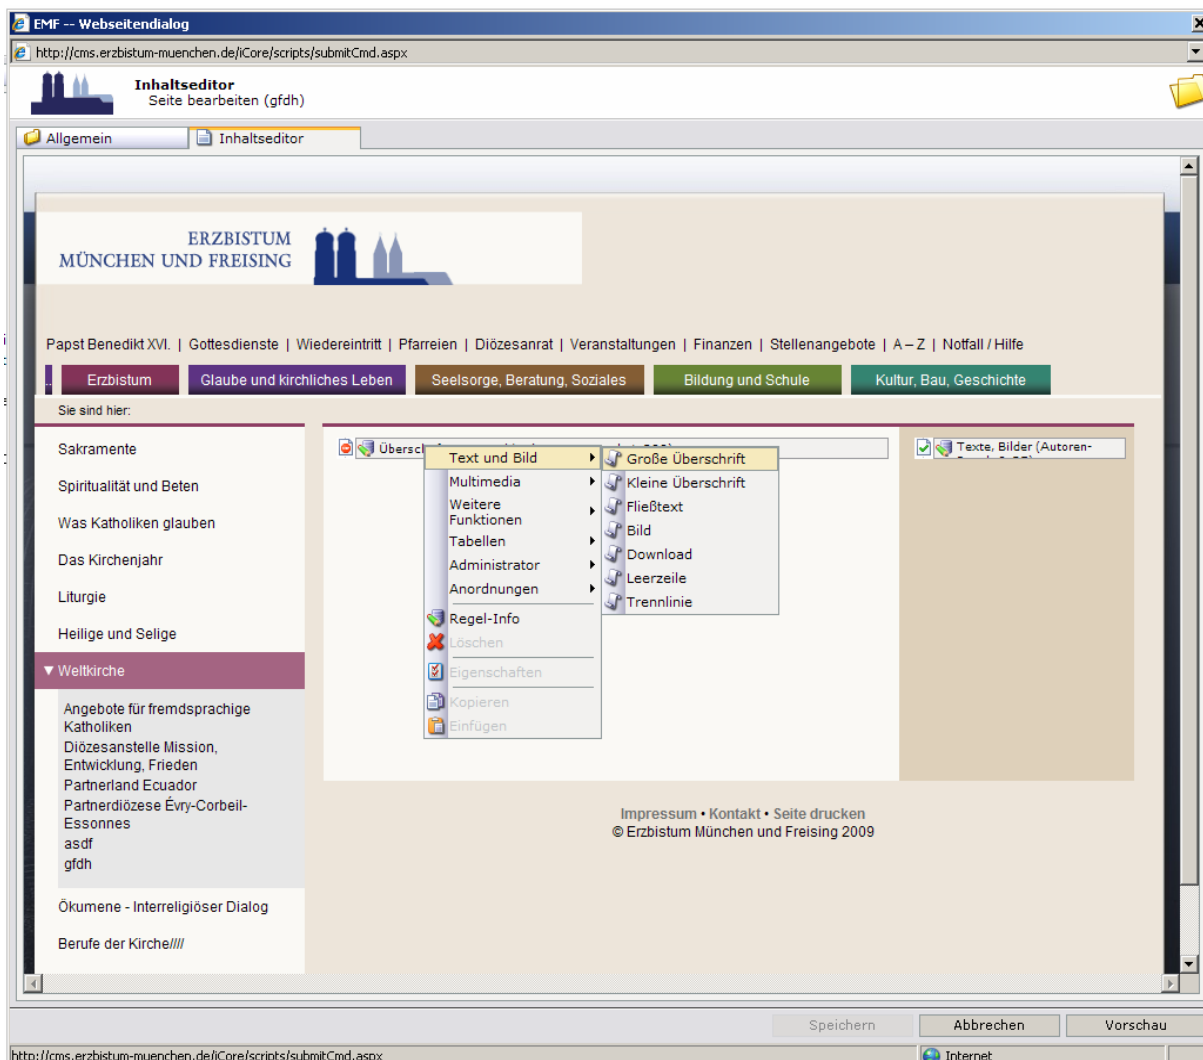 EMF -- Webseitendialog
http://cms.erzbistum-muenchen.de/iCore/scripts/submitCmd.aspx
Inhaltseditor
Seite bearbeiten (gfdh)
Allgemein
Inhaltseditor
ERZBISTUM
MÜNCHEN UND FREISING
Papst Benedikt XVI. | Gottesdienste | Wiedereintritt | Pfarreien | Diözesanrat | Veranstaltungen | Finanzen | Stellenangebote | A – Z | Notfall / Hilfe
.. Erzbistum Glaube und kirchliches Leben Seelsorge, Beratung, Soziales Bildung und Schule Kultur, Bau, Geschichte
Sie sind hier:
Sakramente
Spiritualität und Beten
Was Katholiken glauben
Das Kirchenjahr
Liturgie
Heilige und Selige
▼ Weltkirche
Angebote für fremdsprachige
Katholiken
Diözesanstelle Mission,
Entwicklung, Frieden
Partnerland Ecuador
Partnerdiözese Évry-Corbeil-
Essonnes
asdf
gfdh
Ökumene - Interreligiöser Dialog
Berufe der Kirche////
Text und Bild
Multimedia
Weitere
Funktionen
Tabellen
Administrator
Anordnungen
Regel-Info
Löschen
Eigenschaften
Kopieren
Einfügen
Große Überschrift
Kleine Überschrift
Fließtext
Bild
Download
Leerzeile
Trennlinie
Texte, Bilder (Autoren-
Impressum • Kontakt • Seite drucken
© Erzbistum München und Freising 2009
Speichern Abbrechen Vorschau
http://cms.erzbistum-muenchen.de/iCore/scripts/submitCmd.aspx
Internet